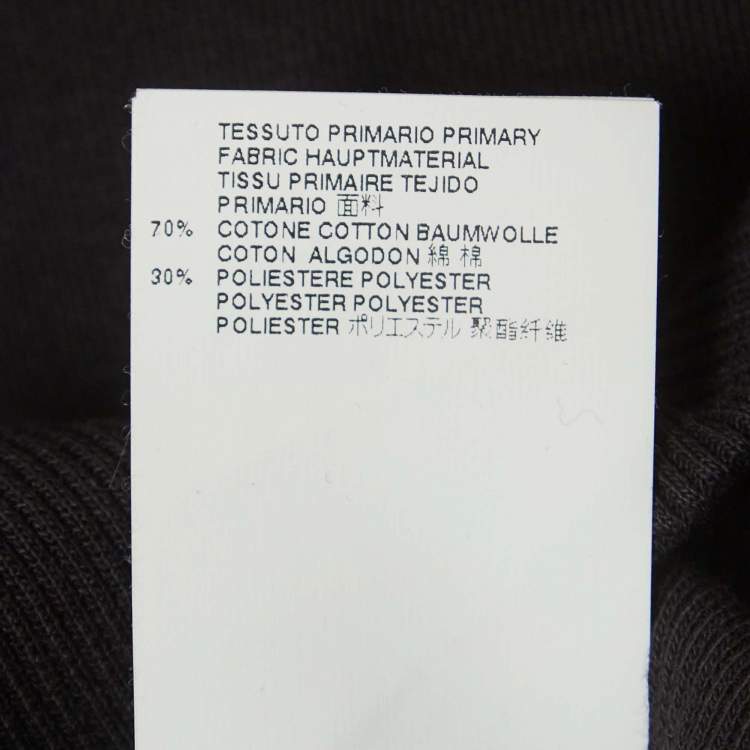 TESSUTO PRIMARIO PRIMARY
FABRIC HAUPTMATERIAL
TISSU PRIMAIRE TEJIDO
PRIMARIO 面料
70% COTONE COTTON BAUMWOLLE
COTON ALGODON 綿 棉
30% POLIESTERE POLYESTER
POLYESTER POLYESTER
POLIESTER ポリエステル 聚酯纤维